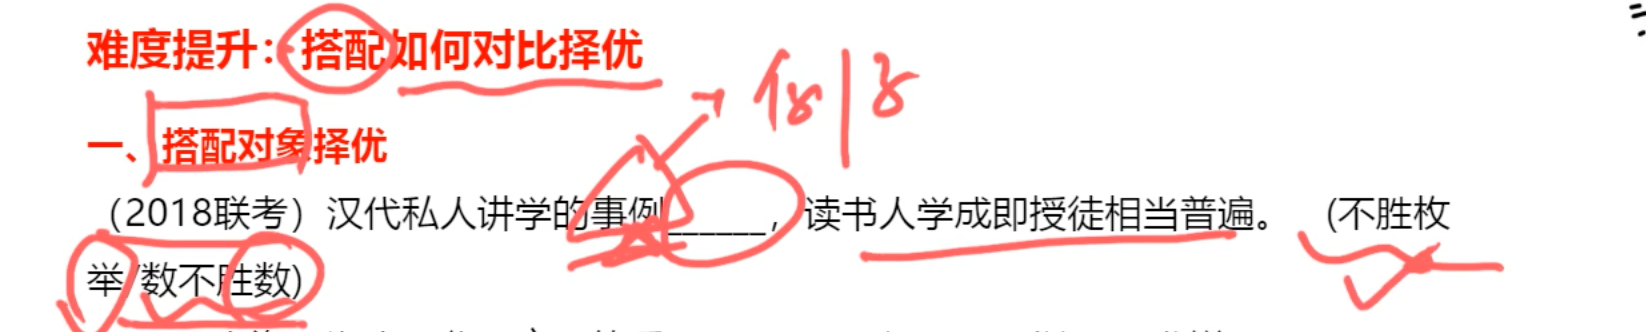 难度提升：搭配如何对比择优
一、搭配对象择优
（2018联考）汉代私人讲学的事例______，读书人学成即授徒相当普遍。 (不胜枚
举/数不胜数)